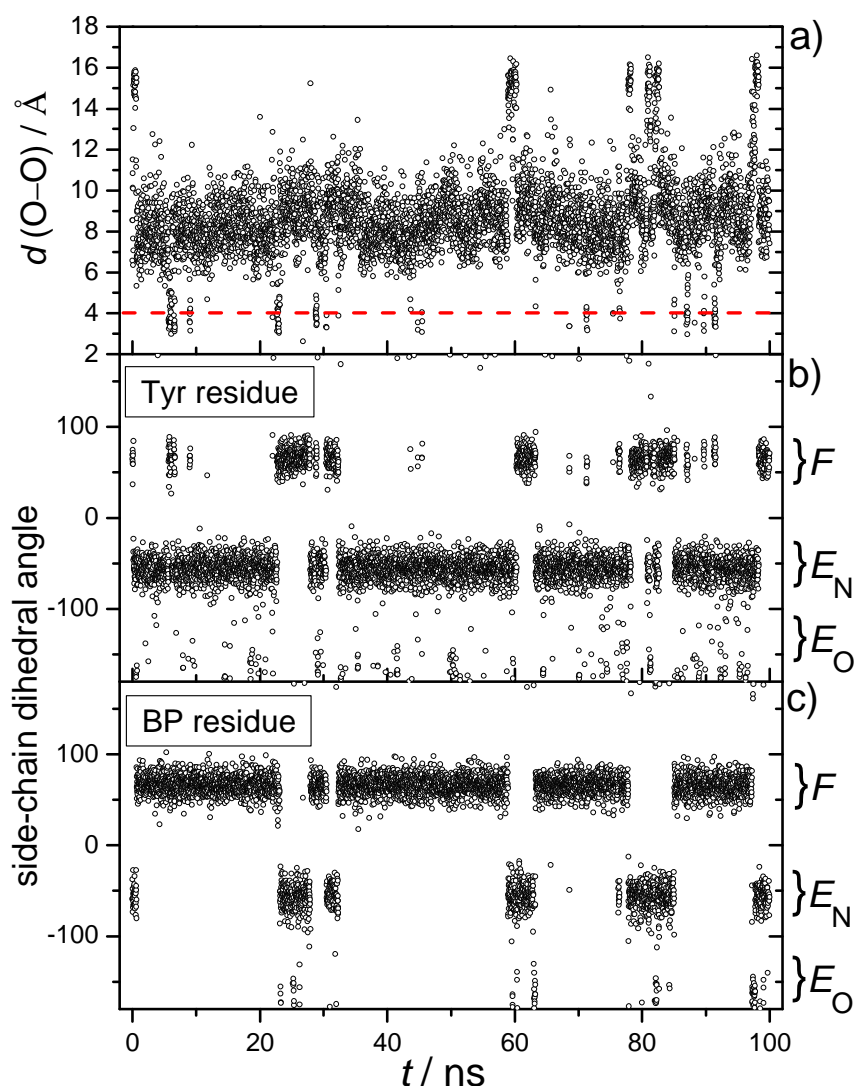 a)
18
16
14
12
10
8
6
4
2
d (O–O) / Å
b)
Tyr residue
100
0
-100
} F
} E_N
} E_O
side-chain dihedral angle
c)
BP residue
100
0
-100
} F
} E_N
} E_O
0 20 40 60 80 100
t / ns